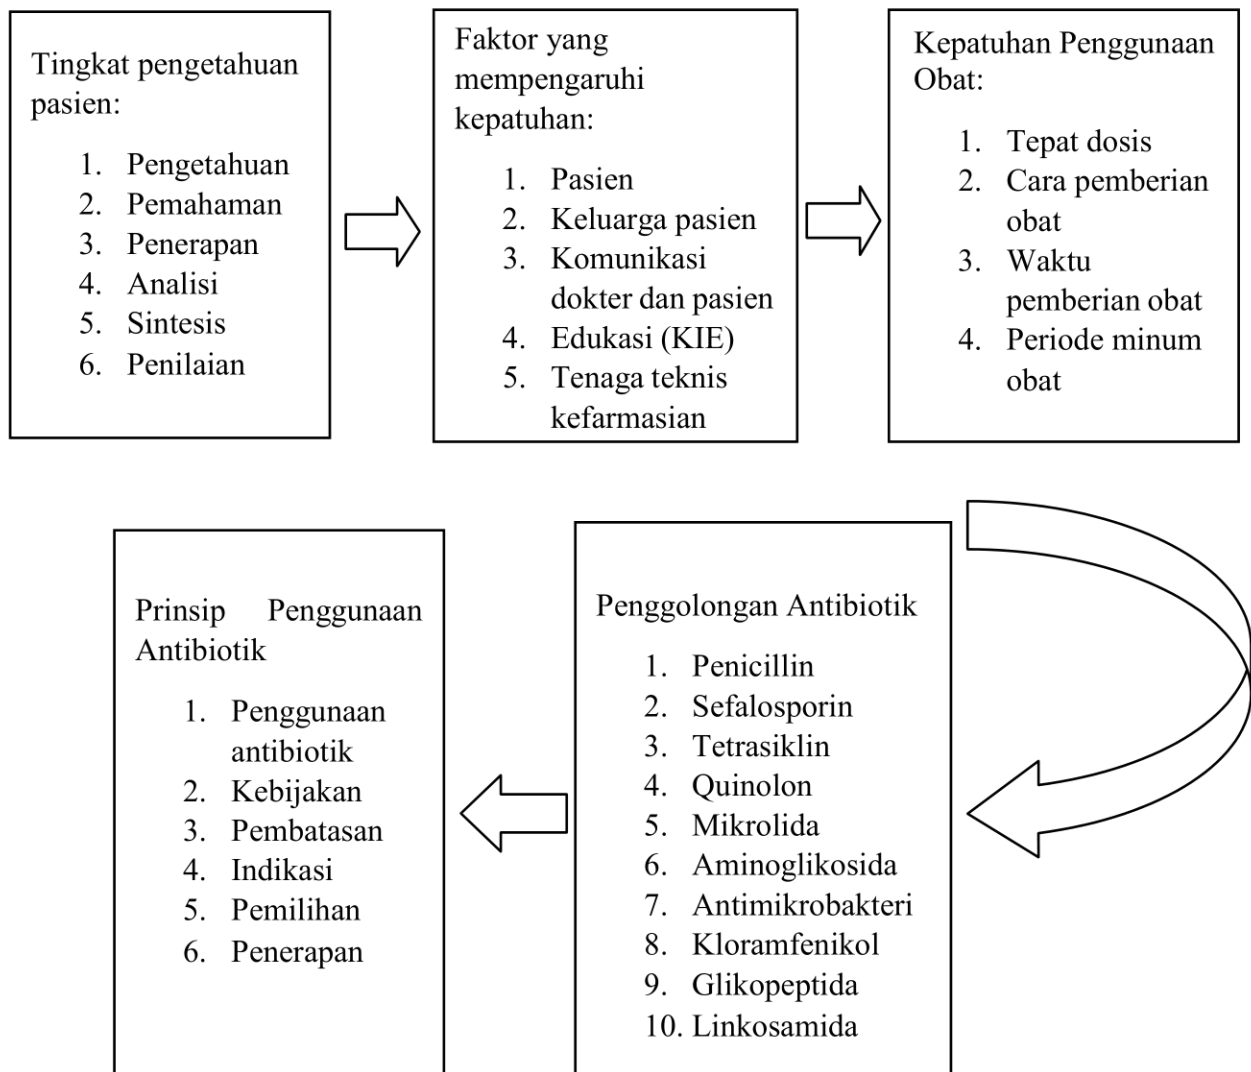 Tingkat pengetahuan
pasien:
1. Pengetahuan
2. Pemahaman
3. Penerapan
4. Analisi
5. Sintesis
6. Penilaian
Faktor yang
mempengaruhi
kepatuhan:
1. Pasien
2. Keluarga pasien
3. Komunikasi
dokter dan pasien
4. Edukasi (KIE)
5. Tenaga teknis
kefarmasian
Kepatuhan Penggunaan
Obat:
1. Tepat dosis
2. Cara pemberian
obat
3. Waktu
pemberian obat
4. Periode minum
obat
Penggolongan Antibiotik
1. Penicillin
2. Sefalosporin
3. Tetrasiklin
4. Quinolon
5. Mikrolida
6. Aminoglikosida
7. Antimikrobakteri
8. Kloramfenikol
9. Glikopeptida
10. Linkosamida
Prinsip Penggunaan
Antibiotik
1. Penggunaan
antibiotik
2. Kebijakan
3. Pembatasan
4. Indikasi
5. Pemilihan
6. Penerapan